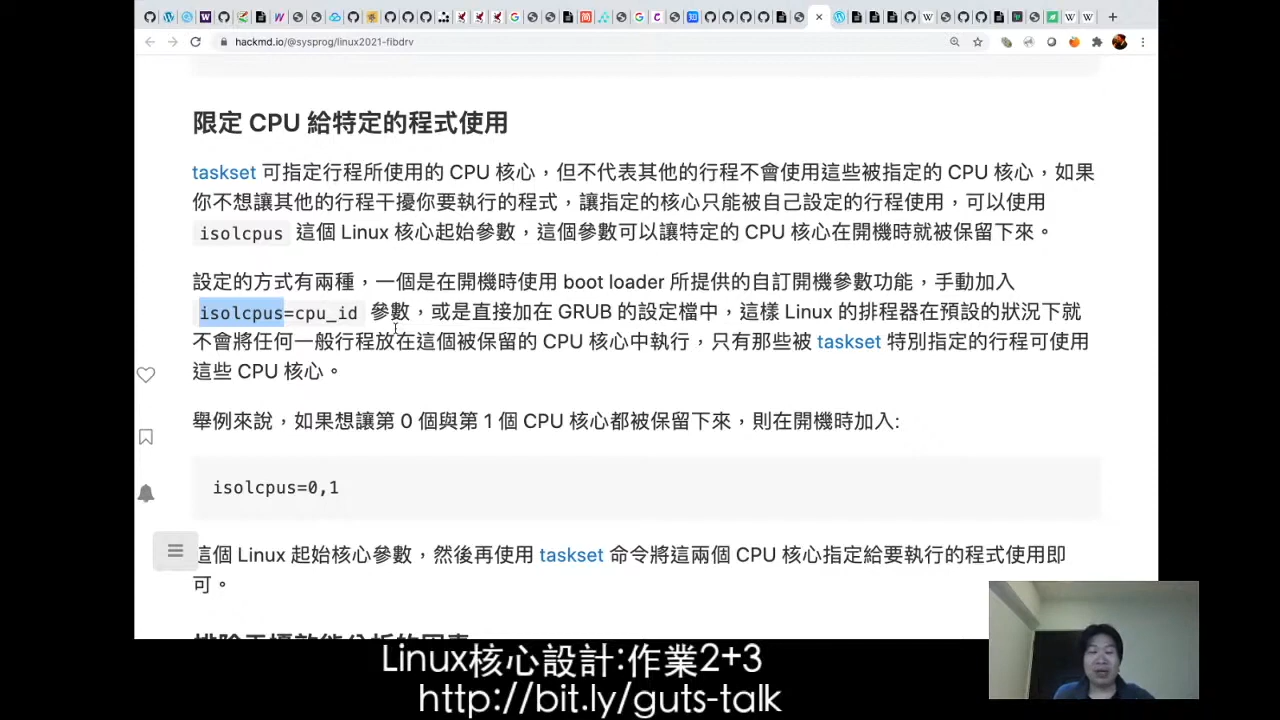 hackmd.io/@sysprog/linux2021-fibdrv
限定 CPU 給特定的程式使用
taskset 可指定行程所使用的 CPU 核心，但不代表其他的行程不會使用這些被指定的 CPU 核心，如果
你不想讓其他的行程干擾你要執行的程式，讓指定的核心只能被自己設定的行程使用，可以使用
isolcpus 這個 Linux 核心起始參數，這個參數可以讓特定的 CPU 核心在開機時就被保留下來。
設定的方式有兩種，一個是在開機時使用 boot loader 所提供的自訂開機參數功能，手動加入
isolcpus=cpu_id 參數，或是直接加在 GRUB 的設定檔中，這樣 Linux 的排程器在預設的狀況下就
不會將任何一般行程放在這個被保留的 CPU 核心中執行，只有那些被 taskset 特別指定的行程可使用
這些 CPU 核心。
舉例來說，如果想讓第 0 個與第 1 個 CPU 核心都被保留下來，則在開機時加入:
isolcpus=0,1
這個 Linux 起始核心參數，然後再使用 taskset 命令將這兩個 CPU 核心指定給要執行的程式使用即
可。
排除干擾效能分析的因素
Linux核心設計:作業2+3
http://bit.ly/guts-talk